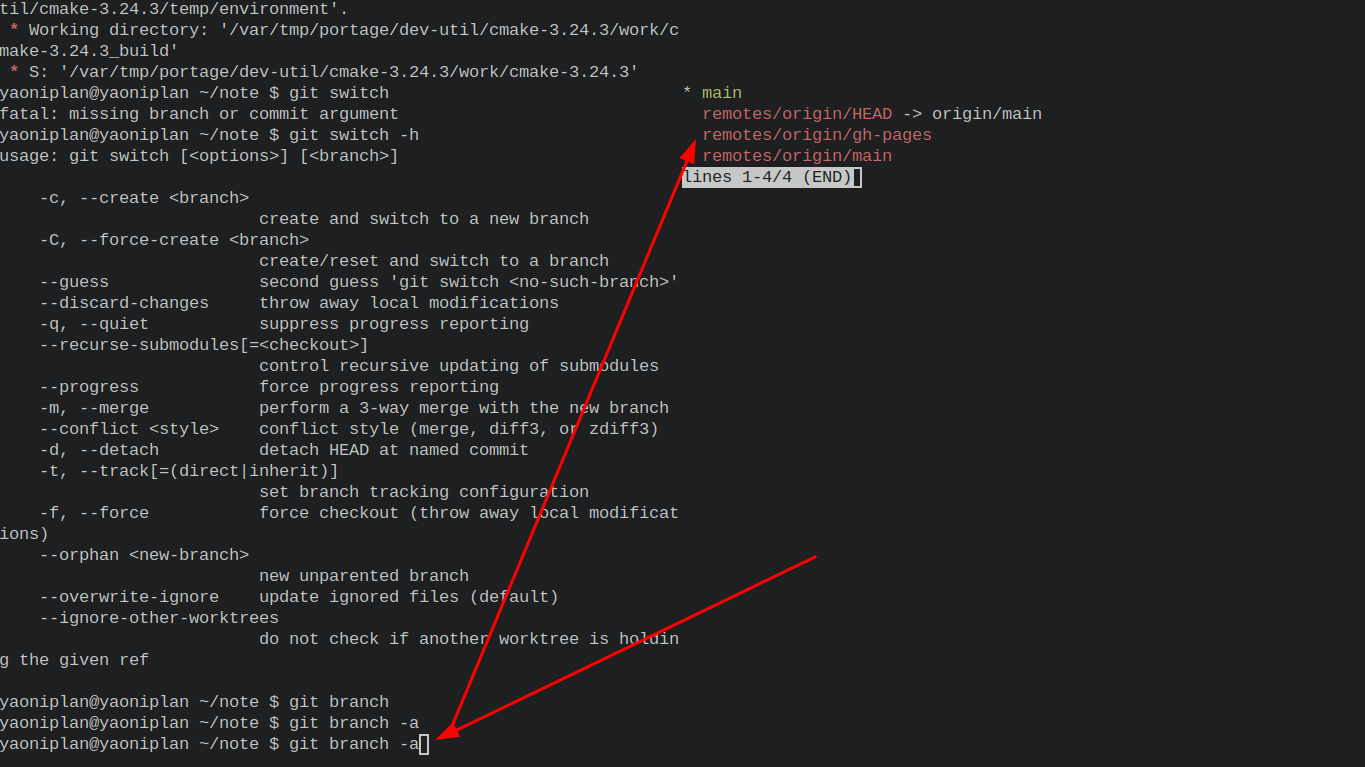 til/cmake-3.24.3/temp/environment'.
 * Working directory: '/var/tmp/portage/dev-util/cmake-3.24.3/work/c
make-3.24.3_build'
 * S: '/var/tmp/portage/dev-util/cmake-3.24.3/work/cmake-3.24.3'
yaoniplan@yaoniplan ~/note $ git switch
fatal: missing branch or commit argument
yaoniplan@yaoniplan ~/note $ git switch -h
usage: git switch [<options>] [<branch>]
    -c, --create <branch>
                          create and switch to a new branch
    -C, --force-create <branch>
                          create/reset and switch to a branch
    --guess               second guess 'git switch <no-such-branch>'
    --discard-changes     throw away local modifications
    -q, --quiet           suppress progress reporting
    --recurse-submodules[=<checkout>]
                          control recursive updating of submodules
    --progress            force progress reporting
    -m, --merge           perform a 3-way merge with the new branch
    --conflict <style>    conflict style (merge, diff3, or zdiff3)
    -d, --detach          detach HEAD at named commit
    -t, --track[=(direct|inherit)]
                          set branch tracking configuration
    -f, --force           force checkout (throw away local modificat
ions)
    --orphan <new-branch>
                          new unparented branch
    --overwrite-ignore    update ignored files (default)
    --ignore-other-worktrees
                          do not check if another worktree is holdin
g the given ref
yaoniplan@yaoniplan ~/note $ git branch
yaoniplan@yaoniplan ~/note $ git branch -a
yaoniplan@yaoniplan ~/note $ git branch -a
* main
  remotes/origin/HEAD -> origin/main
  remotes/origin/gh-pages
  remotes/origin/main
lines 1-4/4 (END)